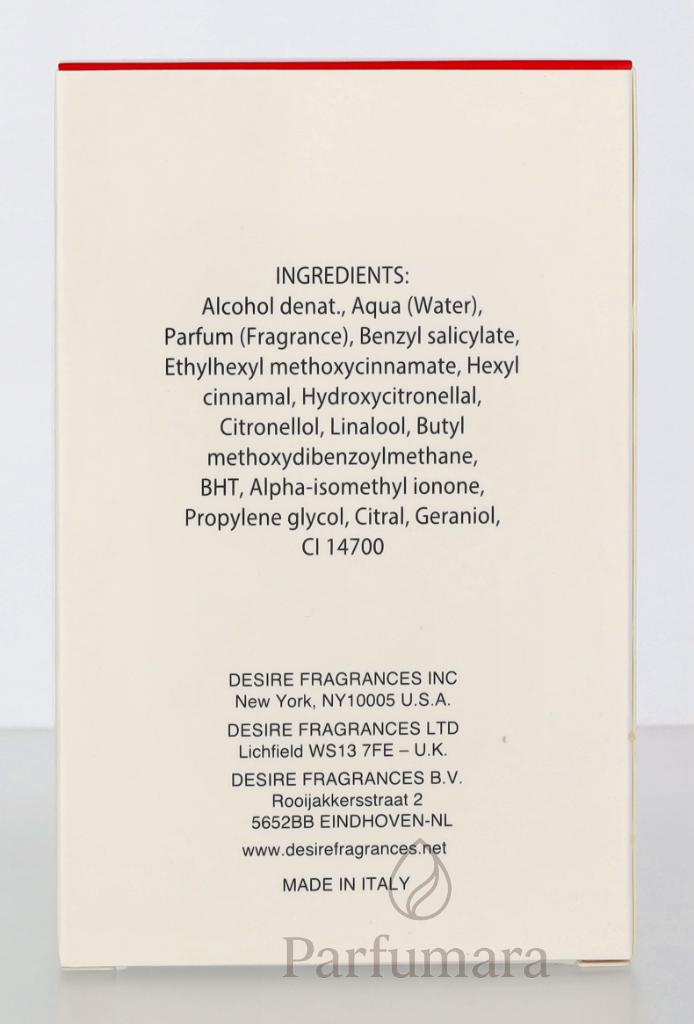 INGREDIENTS:
Alcohol denat., Aqua (Water),
Parfum (Fragrance), Benzyl salicylate,
Ethylhexyl methoxycinnamate, Hexyl
cinnamal, Hydroxycitronellal,
Citronellol, Linalool, Butyl
methoxydibenzoylmethane,
BHT, Alpha-isomethyl ionone,
Propylene glycol, Citral, Geraniol,
CI 14700
DESIRE FRAGRANCES INC
New York, NY10005 U.S.A.
DESIRE FRAGRANCES LTD
Lichfield WS13 7FE – U.K.
DESIRE FRAGRANCES B.V.
Rooijakkersstraat 2
5652BB EINDHOVEN-NL
www.desirefragrances.net
MADE IN ITALY
Parfumara